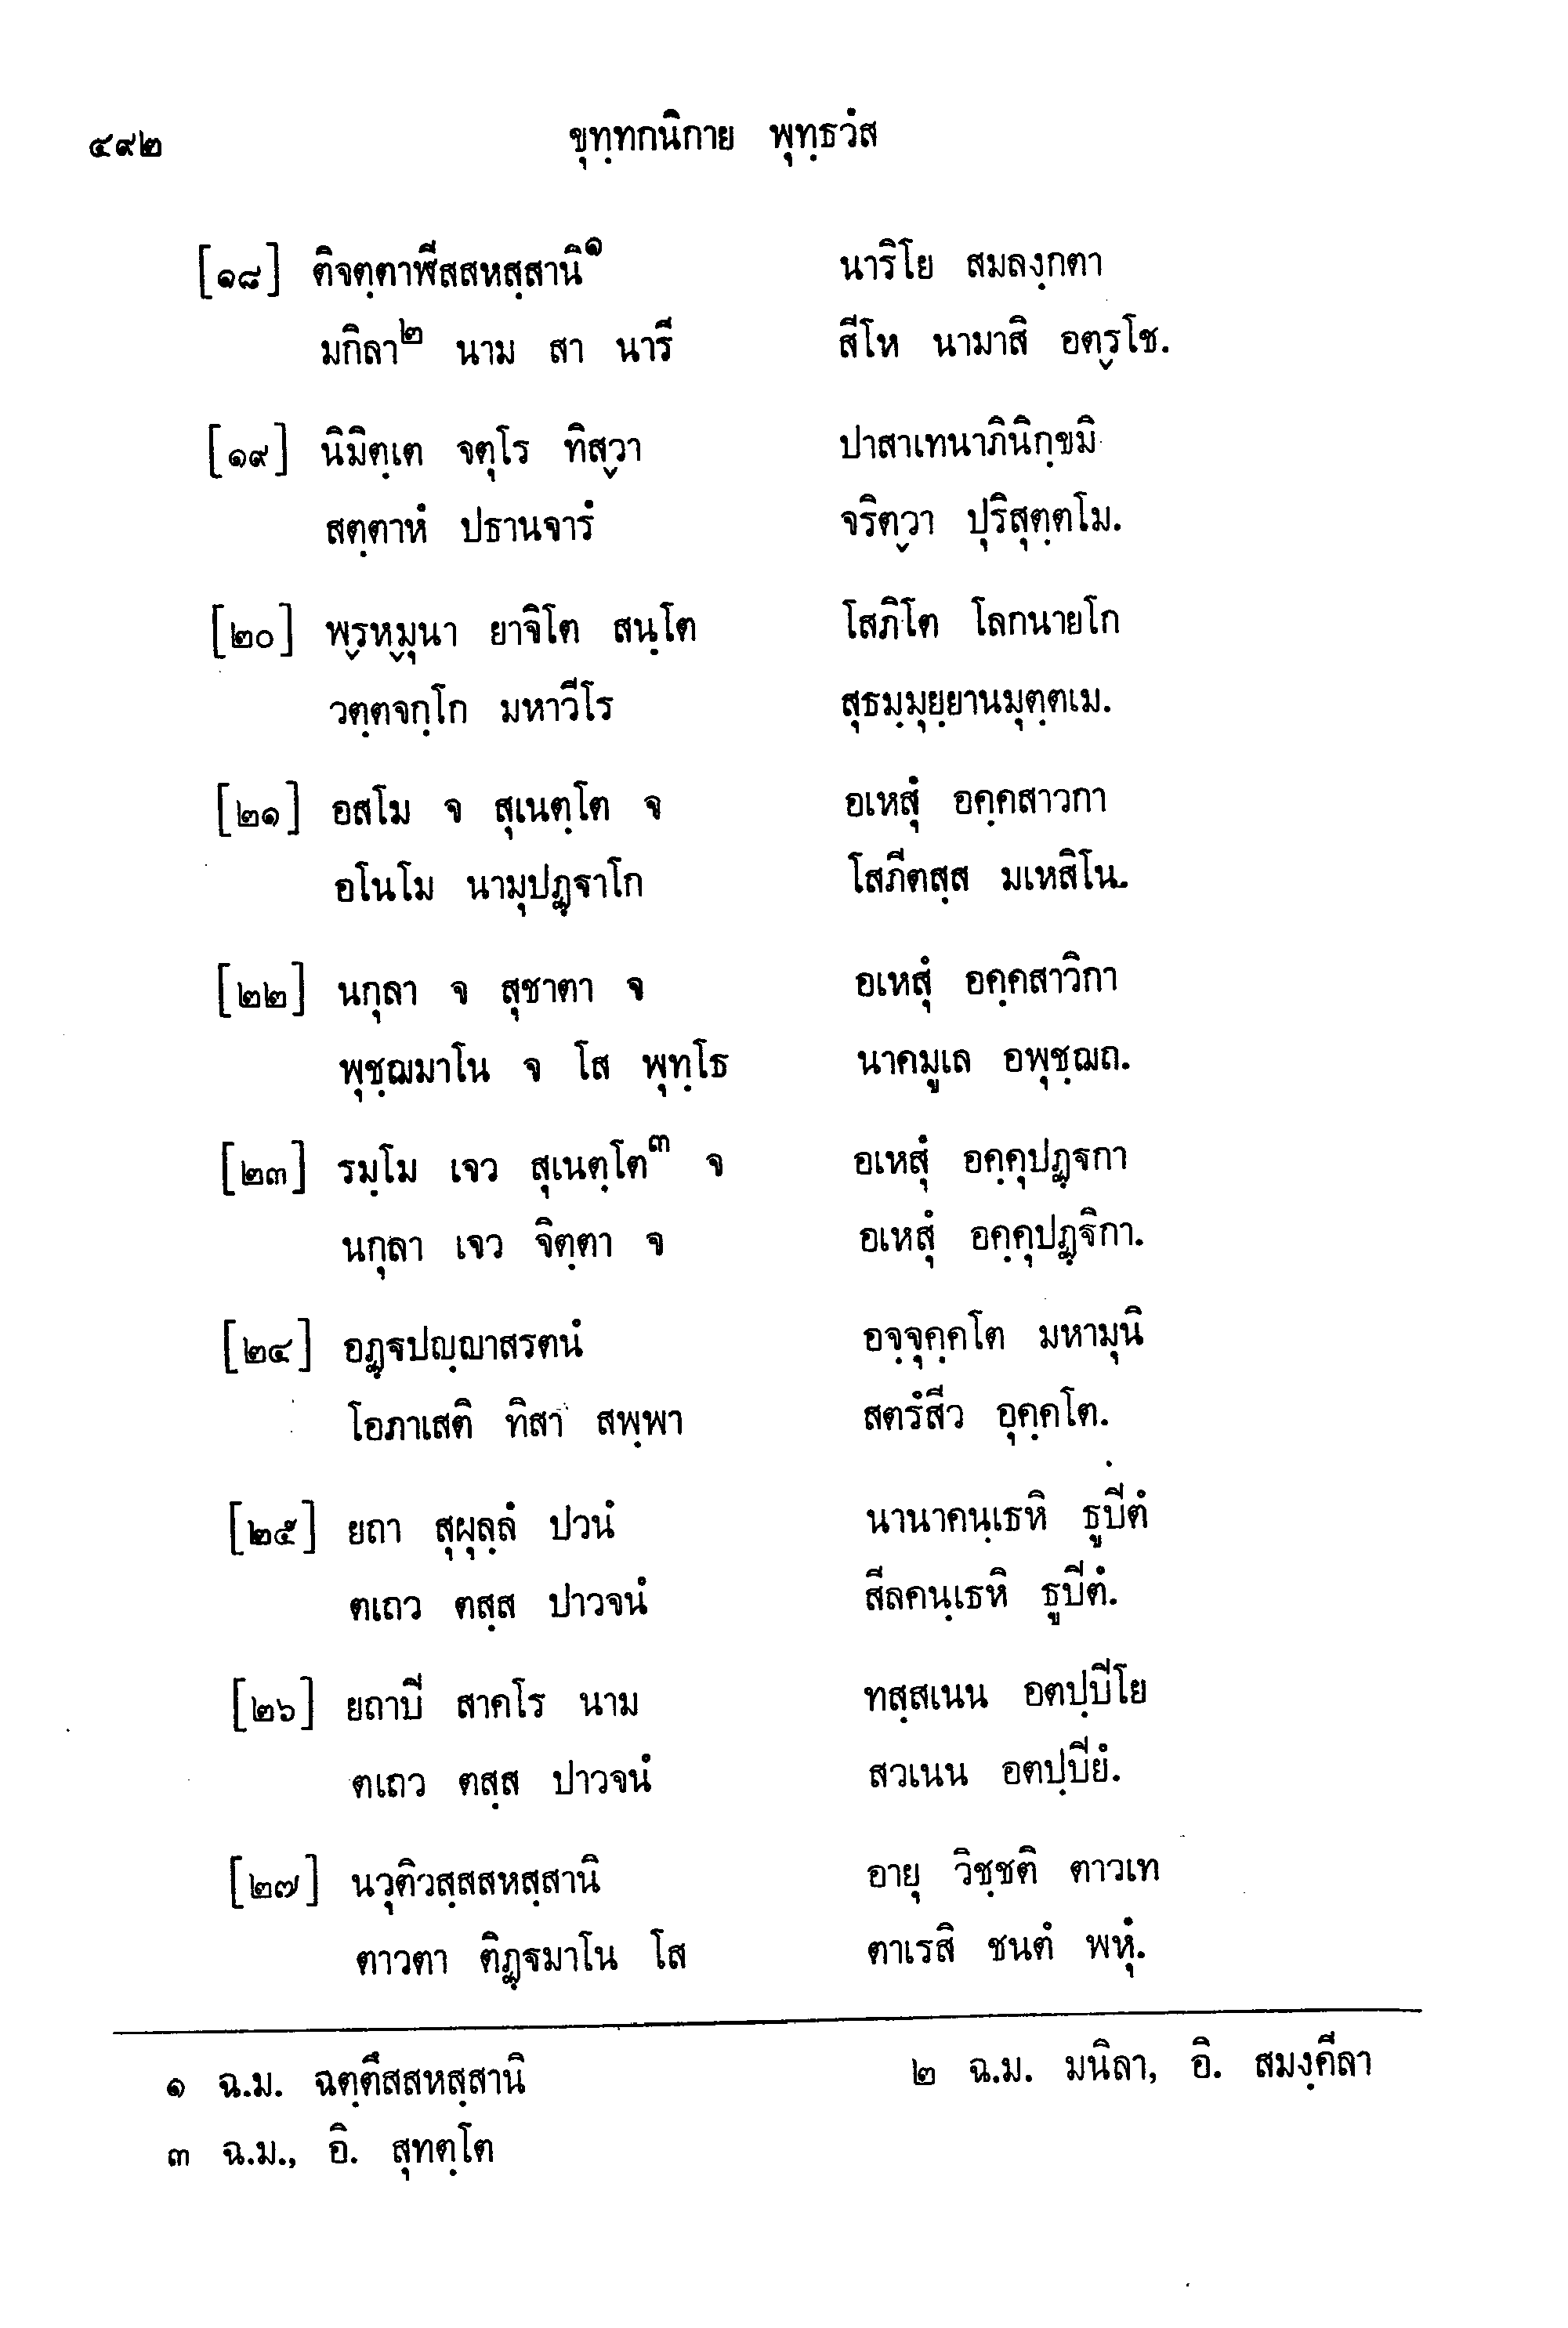 ๔๙๒ ขุทฺทกนิกาย พุทฺธวํส
[๑๘] ติจตฺตาฬีสสหสฺสานิ๑ นาริโย สมลงฺกตา
มกิลา๒ นาม สา นารี สีโห นามาสิ อตฺรโช.
[๑๙] นิมิตฺเต จตุโร ทิสฺวา ปาสาเทนาภินิกฺขมิ
สตฺตาหํ ปธานจารํ จริตฺวา ปุริสุตฺตโม.
[๒๐] พฺรหฺมุนา ยาจิโต สนฺโต โสภิโต โลกนายโก
วตฺตจกฺโก มหาวีโร สุธมฺมุยฺยานมุตฺตเม.
[๒๑] อสโม จ สุเนตฺโต จ อเหสุํ อคฺคสาวกา
อโนโม นามุปฏฺฐาโก โสภีตสฺส มเหสิโน.
[๒๒] นกุลา จ สุชาตา จ อเหสุํ อคฺคสาวิกา
พุชฺฌมาโน จ โส พุทฺโธ นาคมูเล อพุชฺฌถ.
[๒๓] รมฺโม เจว สุเนตฺโต๓ จ อเหสุํ อคฺคุปฏฺฐกา
นกุลา เจว จิตฺตา จ อเหสุํ อคฺคุปฏฺฐิกา.
[๒๔] อฏฺฐปญฺญาสรตนํ อจฺจุคฺคโต มหามุนิ
โอภาเสติ ทิสา สพฺพา สตรํสีว อุคฺคโต.
[๒๕] ยถา สุผุลฺลํ ปวนํ นานาคนฺเธหิ ธูปีตํ
ตเถว ตสฺส ปาวจนํ สีลคนฺเธหิ ธูปีตํ.
[๒๖] ยถาปี สาคโร นาม ทสฺสเนน อตปฺปีโย
ตเถว ตสฺส ปาวจนํ สวเนน อตปฺปียํ.
[๒๗] นวุติวสฺสสหสฺสานิ อายุ วิชฺชติ ตาวเท
ตาวตา ติฏฺฐมาโน โส ตาเรสิ ชนตํ พหุํ.
๑ ฉ.ม. ฉตฺตึสสหสฺสานิ ๒ ฉ.ม. มนิลา, อิ. สมงฺคีลา
๓ ฉ.ม., อิ. สุทตฺโต